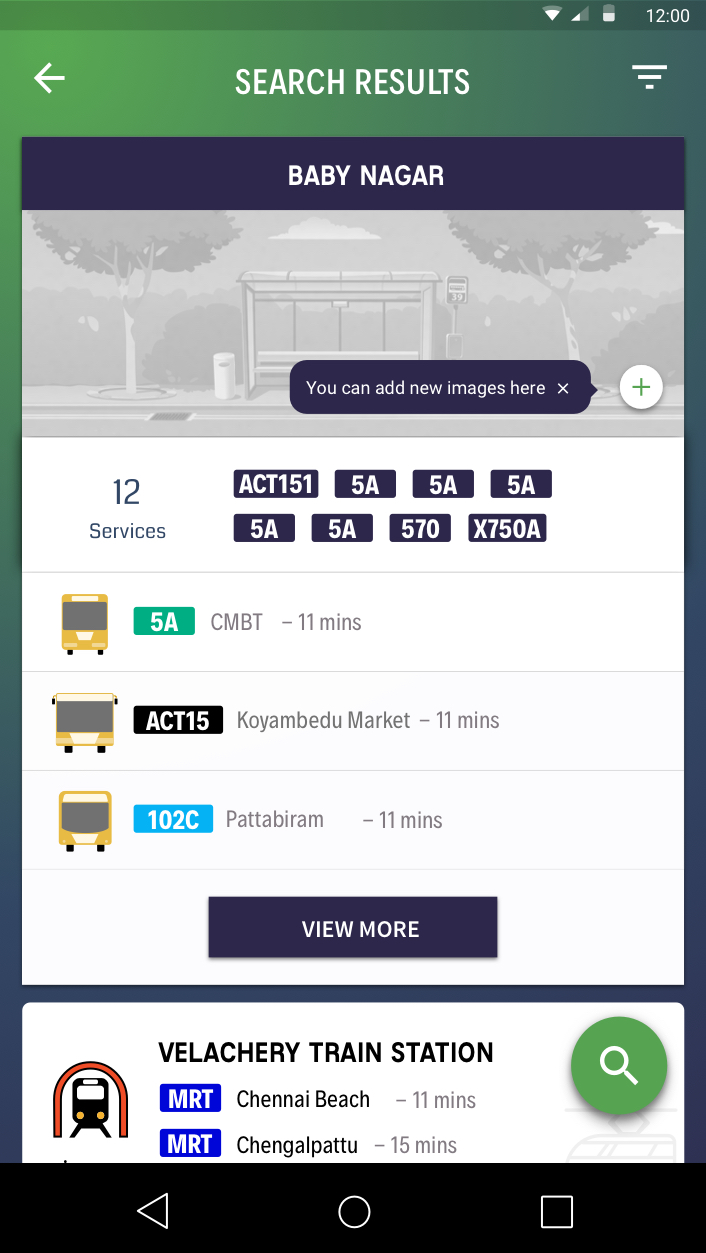 12:00
SEARCH RESULTS
BABY NAGAR
39
You can add new images here ×
12
Services
ACT151 5A 5A 5A
5A 5A 570 X750A
5A CMBT – 11 mins
ACT15 Koyambedu Market – 11 mins
102C Pattabiram – 11 mins
VIEW MORE
VELACHERY TRAIN STATION
MRT Chennai Beach – 11 mins
MRT Chengalpattu – 15 mins